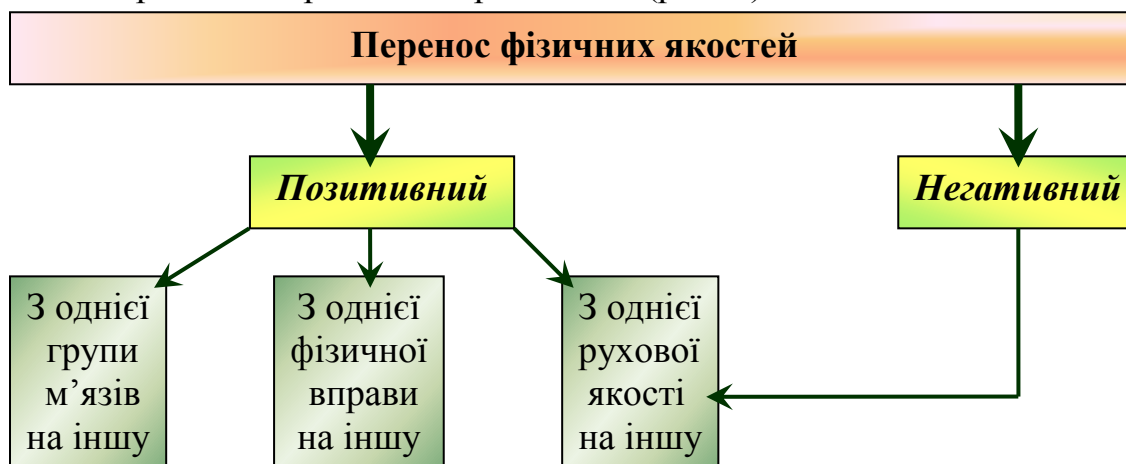 Перенос фізичних якостей
Позитивний
Негативний
З однієї
групи
м’язів
на іншу
З однієї
фізичної
вправи
на іншу
З однієї
рухової
якості
на іншу